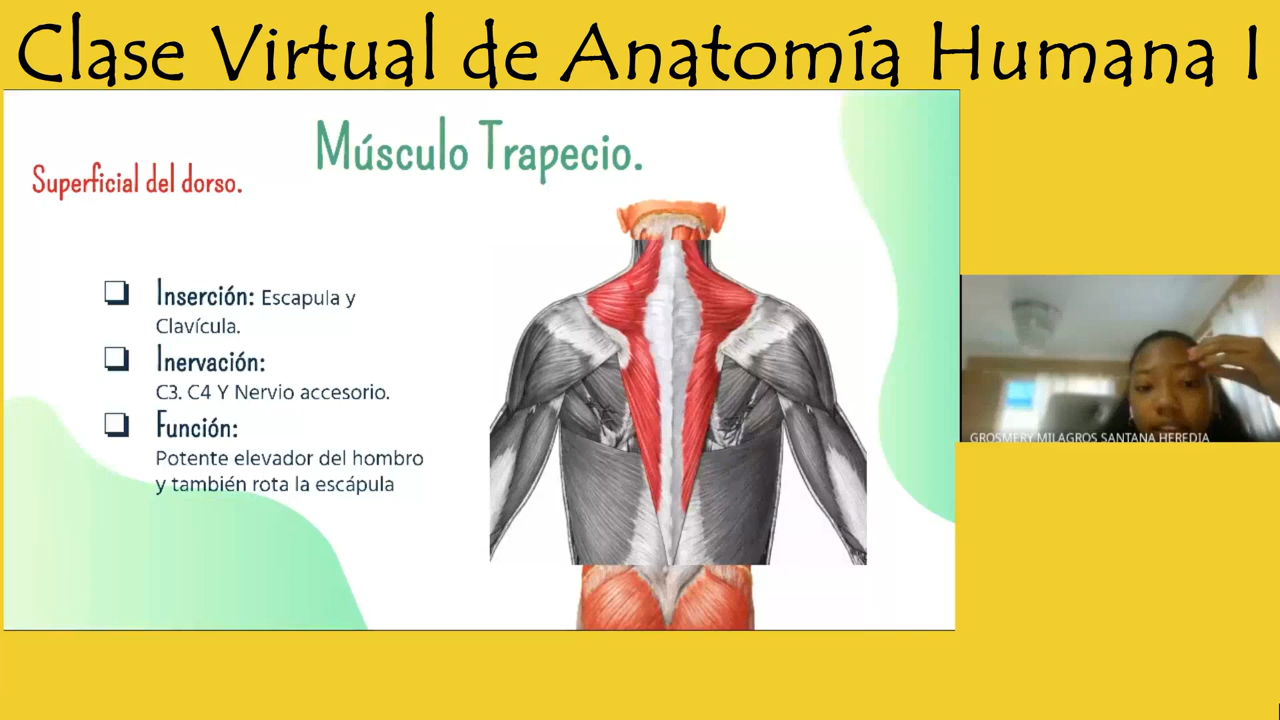 Clase Virtual de Anatomía Humana I
Músculo Trapecio.
Superficial del dorso.
Inserción: Escapula y
Clavícula.
Inervación:
C3. C4 Y Nervio accesorio.
Función:
Potente elevador del hombro
y también rota la escápula
GROSMERY MILAGROS SANTANA HEREDIA